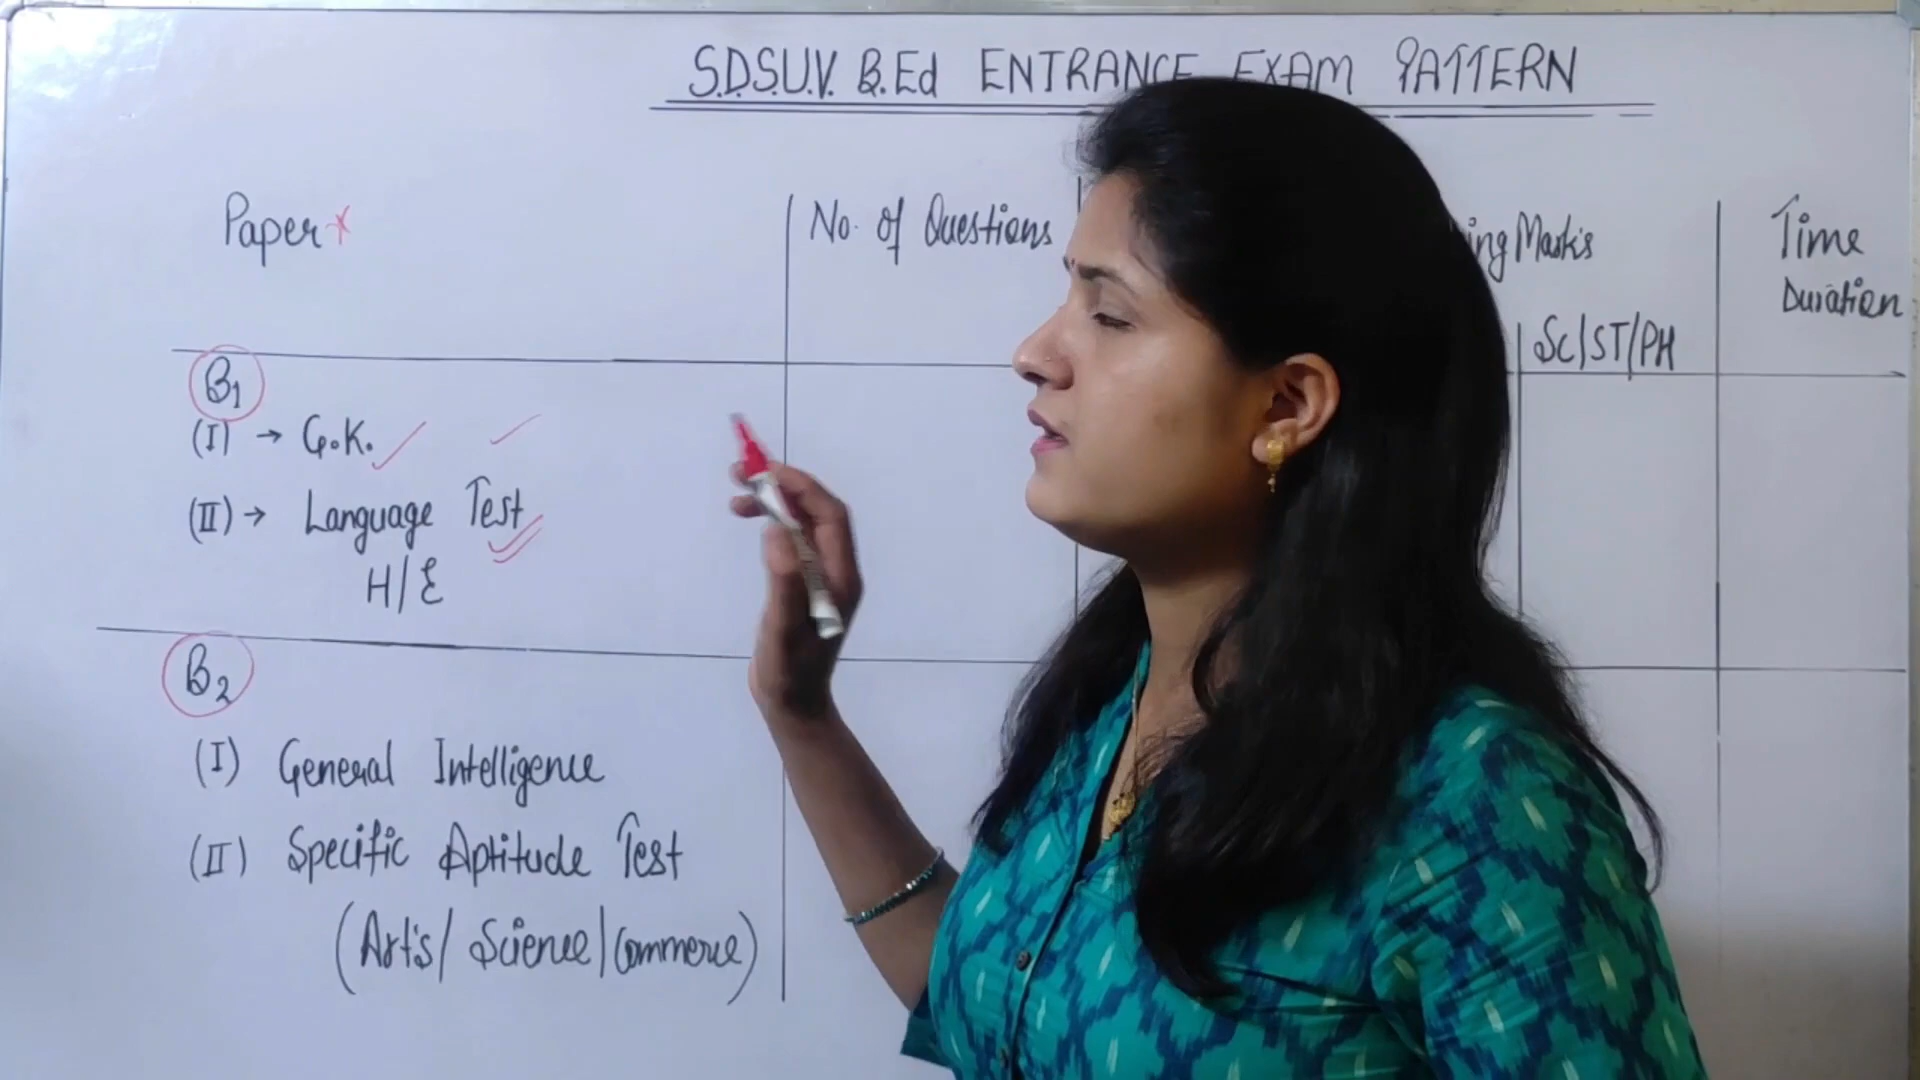 S.D.S.U.V. B.Ed ENTRANCE EXAM PATTERN
Paper No. of Questions Marks Time
Duration
Sc/ST/PH
B1
(I) → G.K.
(II) → Language Test
H/E
B2
(I) General Intelligence
(II) Specific Aptitude Test
(Art's/Science/Commerce)